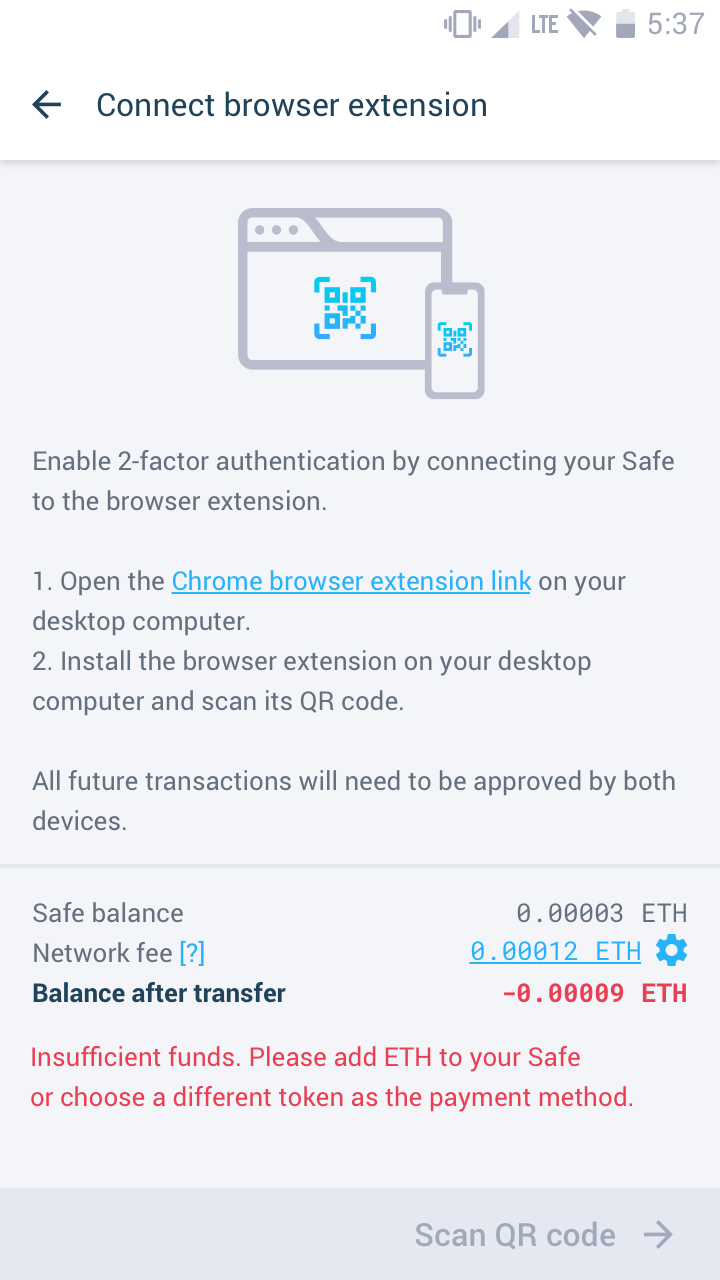 LTE 5:37
Connect browser extension
Enable 2-factor authentication by connecting your Safe
to the browser extension.
1. Open the Chrome browser extension link on your
desktop computer.
2. Install the browser extension on your desktop
computer and scan its QR code.
All future transactions will need to be approved by both
devices.
Safe balance 0.00003 ETH
Network fee [?] 0.00012 ETH
Balance after transfer -0.00009 ETH
Insufficient funds. Please add ETH to your Safe
or choose a different token as the payment method.
Scan QR code